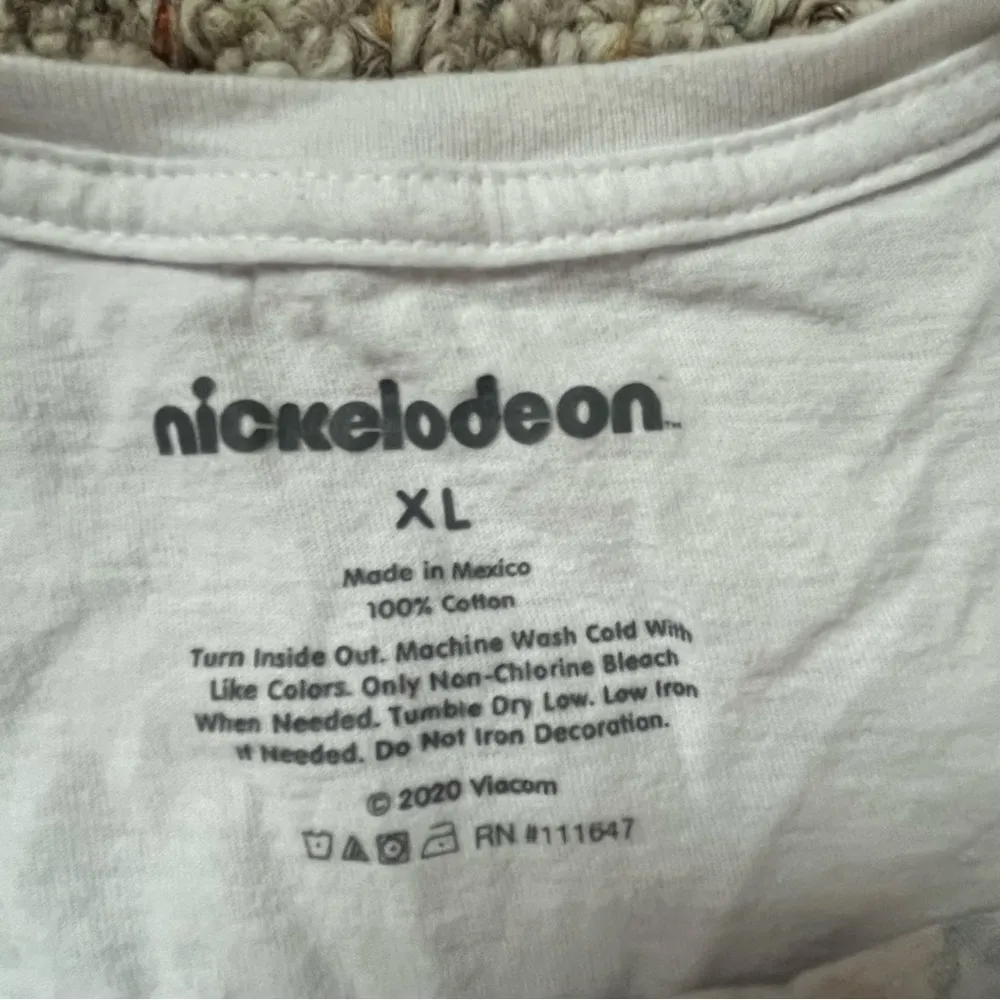 nickelodeon™
XL
Made in Mexico
100% Cotton
Turn Inside Out. Machine Wash Cold With
Like Colors. Only Non-Chlorine Bleach
When Needed. Tumble Dry Low. Low Iron
If Needed. Do Not Iron Decoration.
© 2020 Viacom
RN #111647